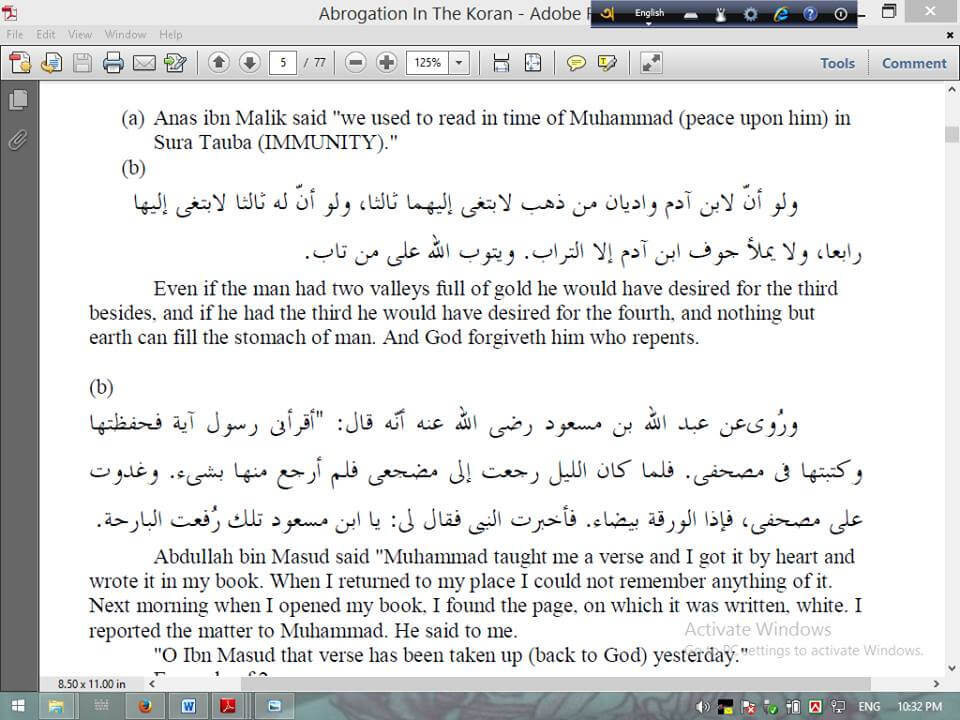 Abrogation In The Koran - Adobe
English
File Edit View Window Help
5 / 77
125%
Tools
Comment
(a) Anas ibn Malik said "we used to read in time of Muhammad (peace upon him) in
Sura Tauba (IMMUNITY)."
(b)
ولو أنّ لابن آدم واديان من ذهب لابتغى إليهما ثالثا، ولو أنّ له ثالثا لابتغى إليها
رابعا، ولا يملأ جوف ابن آدم إلا التراب. ويتوب الله على من تاب.
Even if the man had two valleys full of gold he would have desired for the third
besides, and if he had the third he would have desired for the fourth, and nothing but
earth can fill the stomach of man. And God forgiveth him who repents.
(b)
ورُوىعن عبد الله بن مسعود رضى الله عنه أنّه قال: "أقرأنى رسول آية فحفظتها
وكتبتها فى مصحفى. فلما كان الليل رجعت إلى مضجعى فلم أرجع منها بشىء. وغدوت
على مصحفى، فإذا الورقة بيضاء. فأخبرت النبى فقال لى: يا ابن مسعود تلك رُفعت البارحة.
Abdullah bin Masud said "Muhammad taught me a verse and I got it by heart and
wrote it in my book. When I returned to my place I could not remember anything of it.
Next morning when I opened my book, I found the page, on which it was written, white. I
reported the matter to Muhammad. He said to me.
"O Ibn Masud that verse has been taken up (back to God) yesterday."
Activate Windows
Go to PC settings to activate Windows.
8.50 x 11.00 in
ENG
10:32 PM